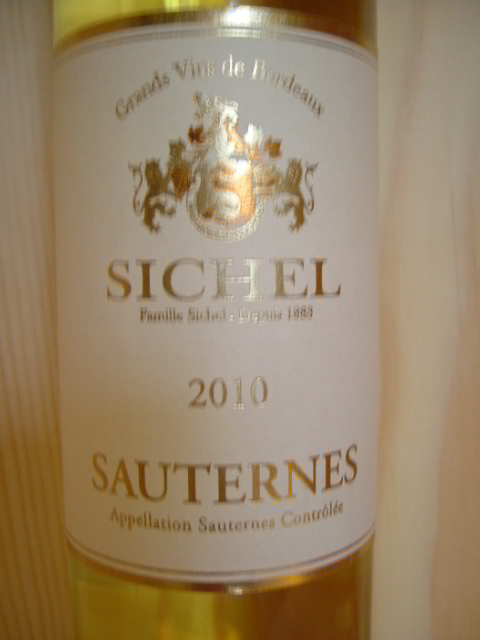 Grands Vins de Bordeaux
SICHEL
Famille Sichel - Depuis 1883
2010
SAUTERNES
Appellation Sauternes Contrôlée